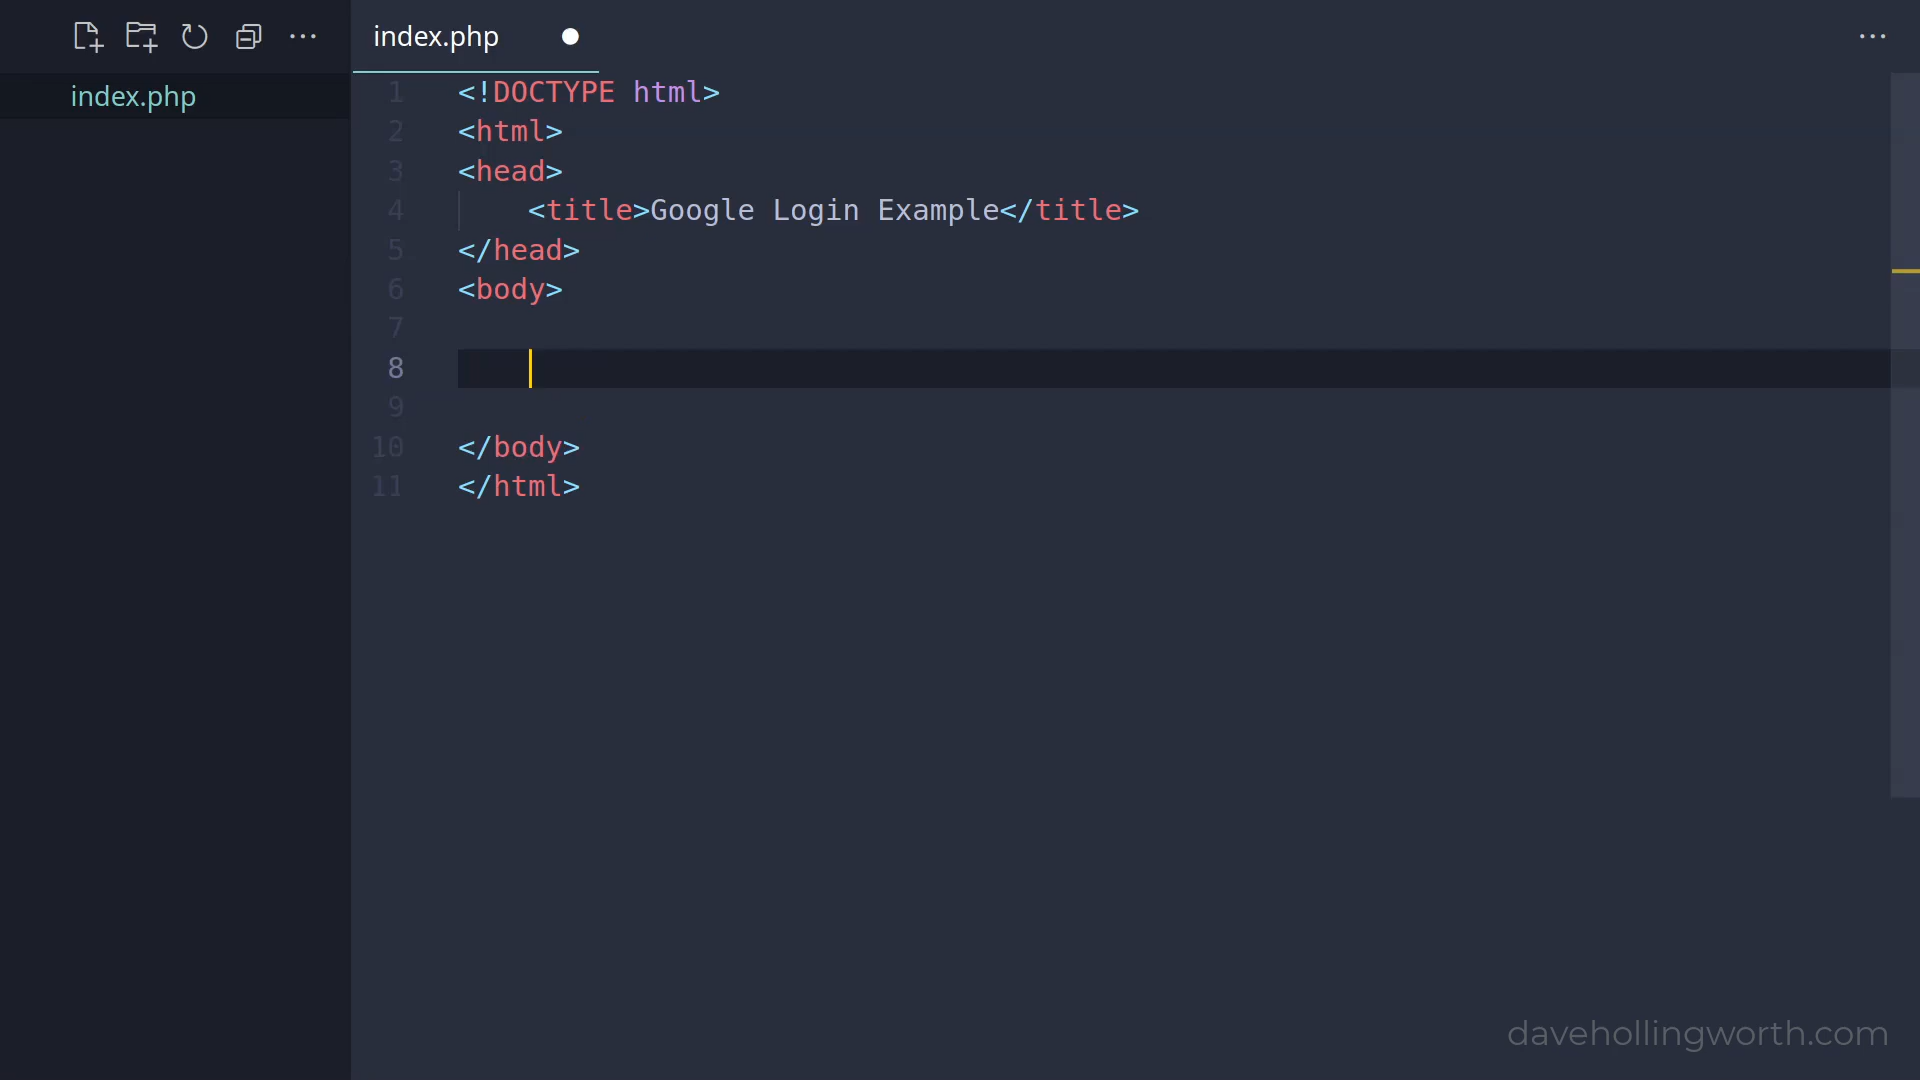 index.php
index.php
1 <!DOCTYPE html>
2 <html>
3 <head>
4     <title>Google Login Example</title>
5 </head>
6 <body>
7
8
9
10 </body>
11 </html>
davehollingworth.com